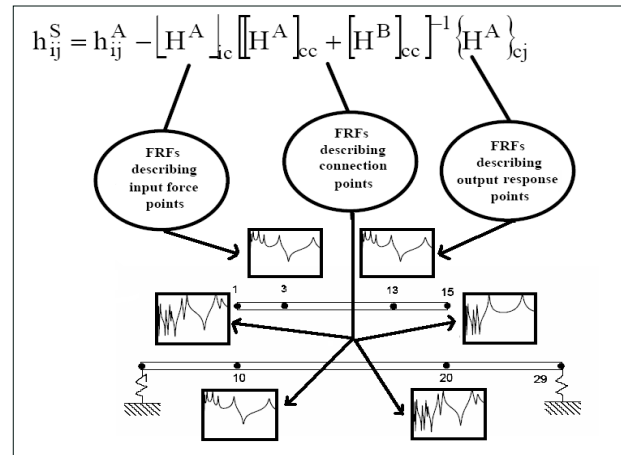 h^S_ij = h^A_ij - ⌊H^A⌋_ic [[H^A]_cc + [H^B]_cc]^-1 {H^A}_cj
FRFs
describing
input force
points
FRFs
describing
connection
points
FRFs
describing
output response
points
1 3 13 15
1 10 20 29